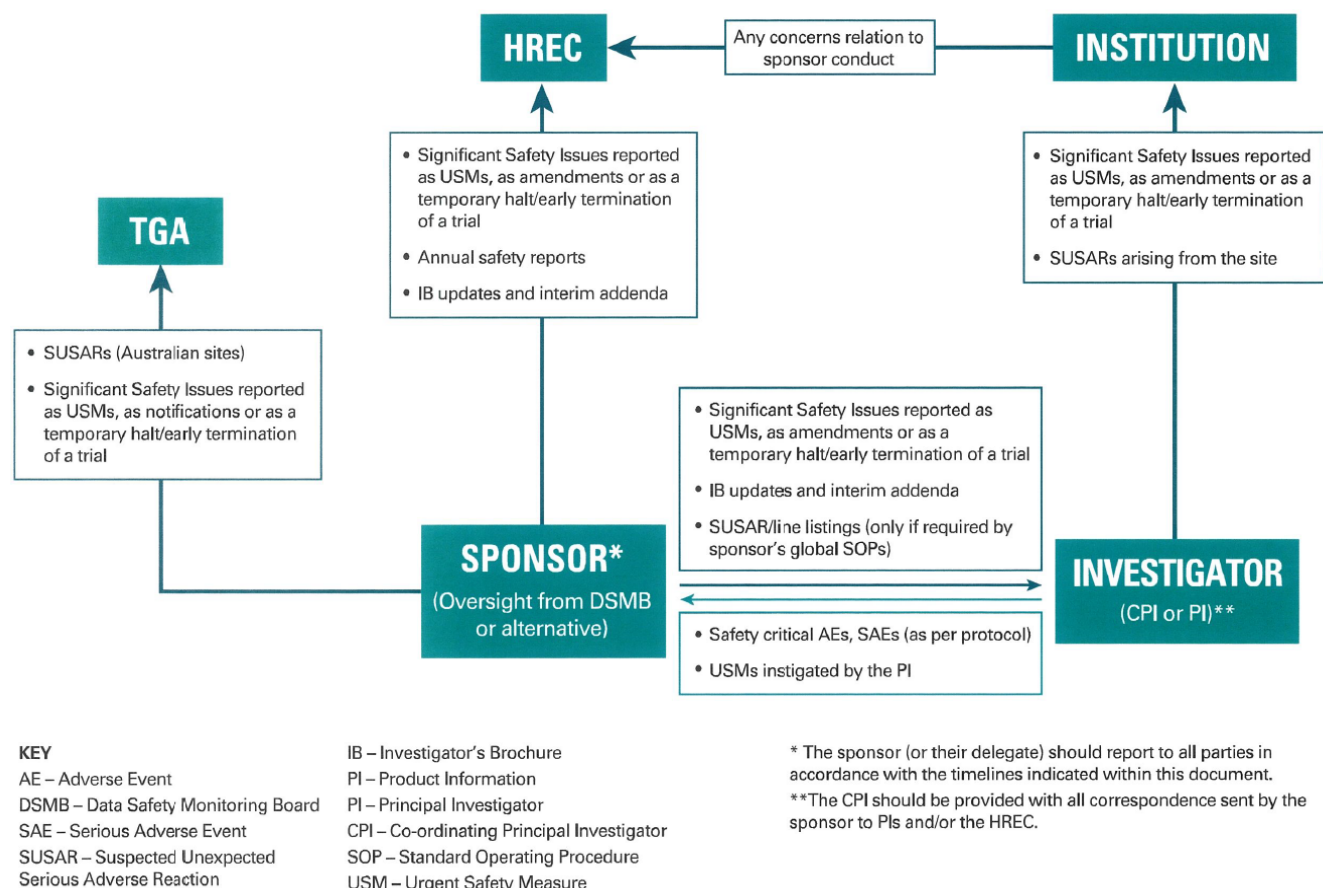 HREC
Any concerns relation to
sponsor conduct
INSTITUTION
• Significant Safety Issues reported
as USMs, as amendments or as a
temporary halt/early termination
of a trial
• Annual safety reports
• IB updates and interim addenda
• Significant Safety Issues reported
as USMs, as amendments or as a
temporary halt/early termination
of a trial
• SUSARs arising from the site
TGA
• SUSARs (Australian sites)
• Significant Safety Issues reported
as USMs, as notifications or as a
temporary halt/early termination
of a trial
• Significant Safety Issues reported as
USMs, as amendments or as a
temporary halt/early termination of a trial
• IB updates and interim addenda
• SUSAR/line listings (only if required by
sponsor's global SOPs)
SPONSOR*
(Oversight from DSMB
or alternative)
INVESTIGATOR
(CPI or PI)**
• Safety critical AEs, SAEs (as per protocol)
• USMs instigated by the PI
KEY
AE – Adverse Event
DSMB – Data Safety Monitoring Board
SAE – Serious Adverse Event
SUSAR – Suspected Unexpected
Serious Adverse Reaction
IB – Investigator's Brochure
PI – Product Information
PI – Principal Investigator
CPI – Co-ordinating Principal Investigator
SOP – Standard Operating Procedure
USM – Urgent Safety Measure
* The sponsor (or their delegate) should report to all parties in
accordance with the timelines indicated within this document.
**The CPI should be provided with all correspondence sent by the
sponsor to PIs and/or the HREC.